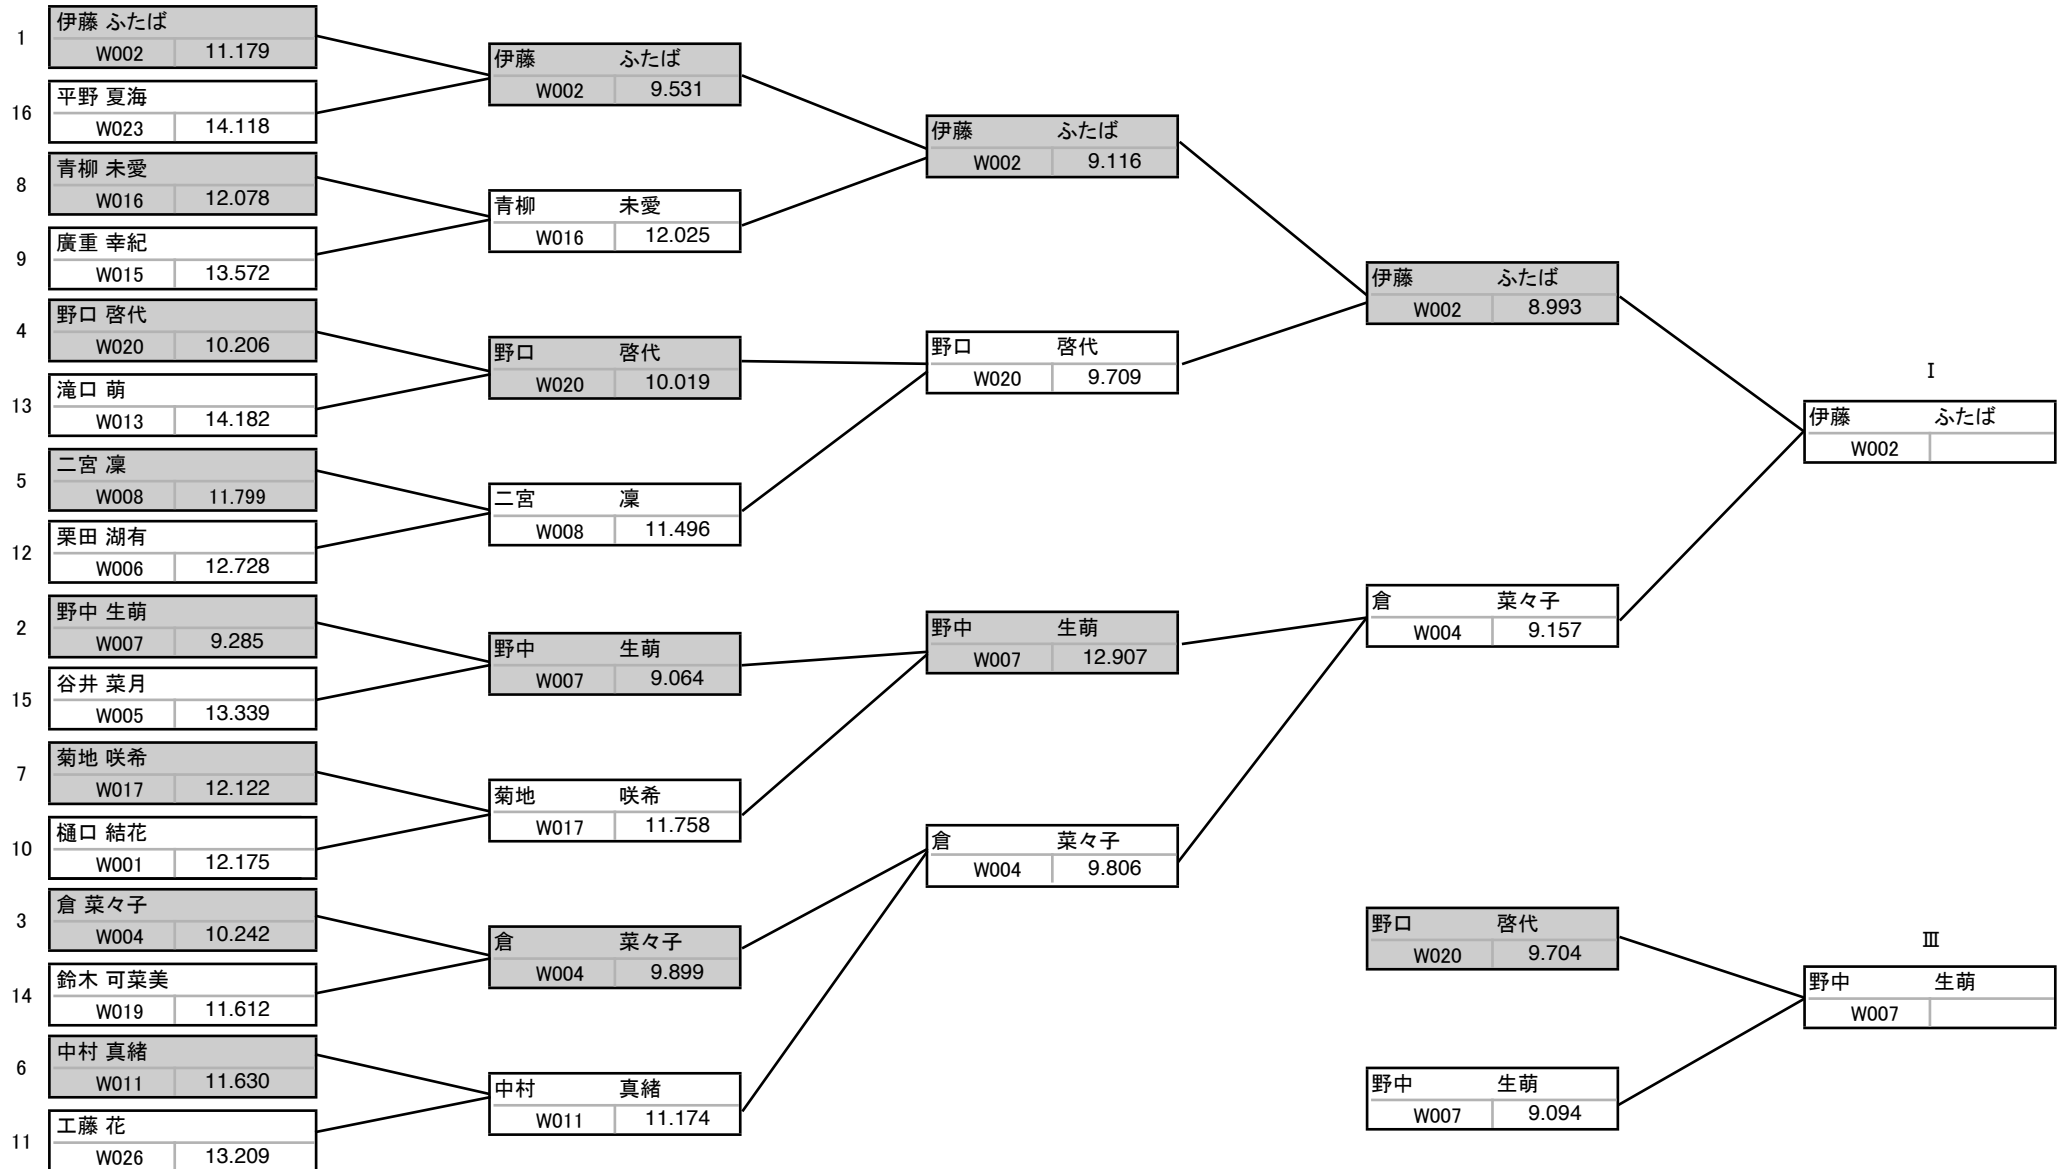 1
伊藤 ふたば
W002 11.179
16
平野 夏海
W023 14.118
8
青柳 未愛
W016 12.078
9
廣重 幸紀
W015 13.572
4
野口 啓代
W020 10.206
13
滝口 萌
W013 14.182
5
二宮 凜
W008 11.799
12
栗田 湖有
W006 12.728
2
野中 生萌
W007 9.285
15
谷井 菜月
W005 13.339
7
菊地 咲希
W017 12.122
10
樋口 結花
W001 12.175
3
倉 菜々子
W004 10.242
14
鈴木 可菜美
W019 11.612
6
中村 真緒
W011 11.630
11
工藤 花
W026 13.209
伊藤 ふたば
W002 9.531
青柳 未愛
W016 12.025
野口 啓代
W020 10.019
二宮 凜
W008 11.496
野中 生萌
W007 9.064
菊地 咲希
W017 11.758
倉 菜々子
W004 9.899
中村 真緒
W011 11.174
伊藤 ふたば
W002 9.116
野口 啓代
W020 9.709
野中 生萌
W007 12.907
倉 菜々子
W004 9.806
伊藤 ふたば
W002 8.993
倉 菜々子
W004 9.157
野口 啓代
W020 9.704
野中 生萌
W007 9.094
Ⅰ
伊藤 ふたば
W002
Ⅲ
野中 生萌
W007